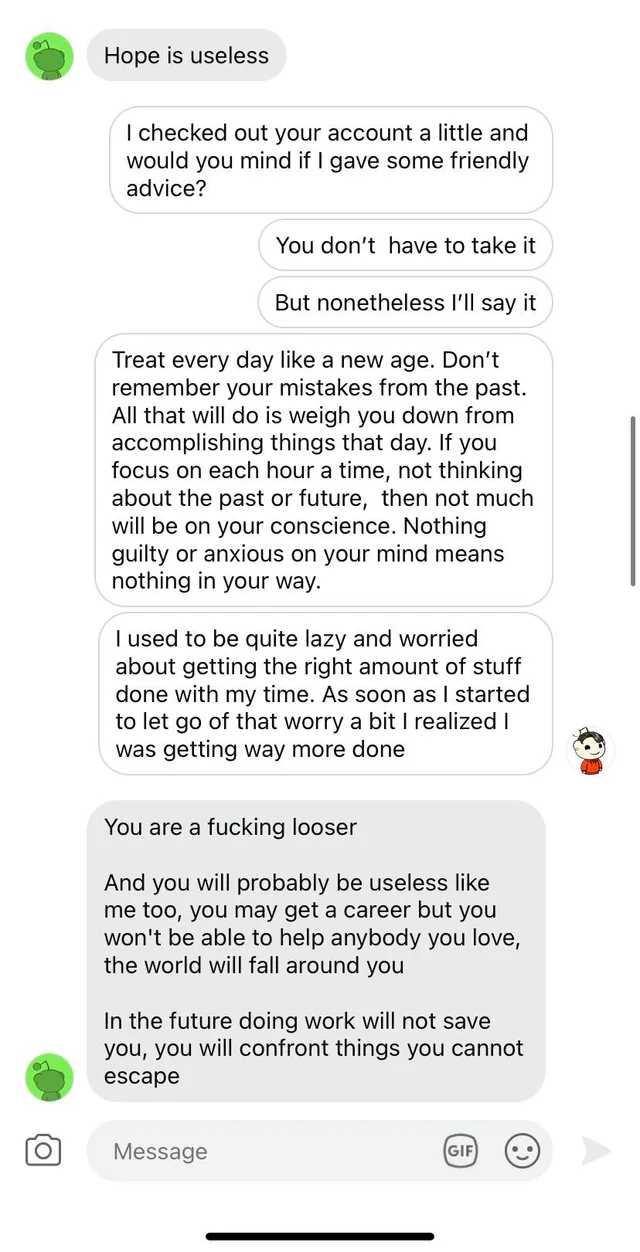 Hope is useless
I checked out your account a little and
would you mind if I gave some friendly
advice?
You don’t  have to take it
But nonetheless I’ll say it
Treat every day like a new age. Don’t
remember your mistakes from the past.
All that will do is weigh you down from
accomplishing things that day. If you
focus on each hour a time, not thinking
about the past or future,  then not much
will be on your conscience. Nothing
guilty or anxious on your mind means
nothing in your way.
I used to be quite lazy and worried
about getting the right amount of stuff
done with my time. As soon as I started
to let go of that worry a bit I realized I
was getting way more done
You are a fucking looser
And you will probably be useless like
me too, you may get a career but you
won't be able to help anybody you love,
the world will fall around you
In the future doing work will not save
you, you will confront things you cannot
escape
Message
GIF